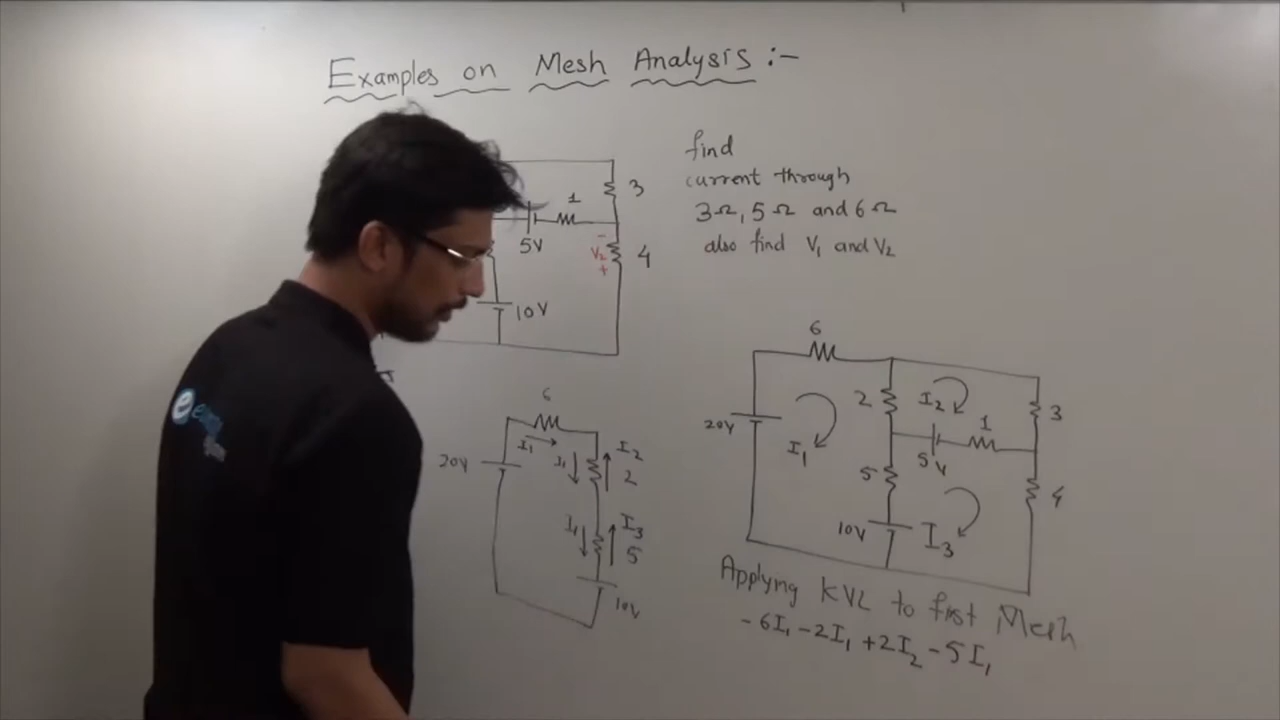 Examples on Mesh Analysis :-
find
current through
3Ω, 5Ω and 6Ω
also find V₁ and V₂
3
1
5V
-
V₂
+
4
10V
6
20V
I₁
I₁
I₂
2
I₁
I₃
5
10V
6
20V
I₁
2
I₂
3
1
5V
5
4
10V
I₃
Applying KVL to first Mesh
- 6I₁ - 2I₁ + 2I₂ - 5I₁
e